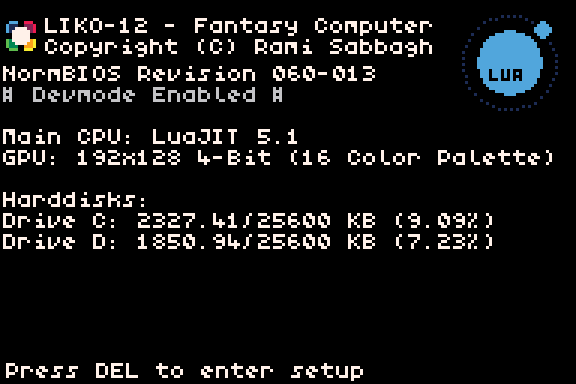 LIKO-12 - Fantasy Computer
Copyright (C) Rami Sabbagh
LUA
NormBIOS Revision 060-013
# Devmode Enabled #
Main CPU: LuaJIT 5.1
GPU: 192x128 4-Bit (16 Color Palette)
Harddisks:
Drive C: 2327.41/25600 KB (9.09%)
Drive D: 1850.94/25600 KB (7.23%)
Press DEL to enter setup